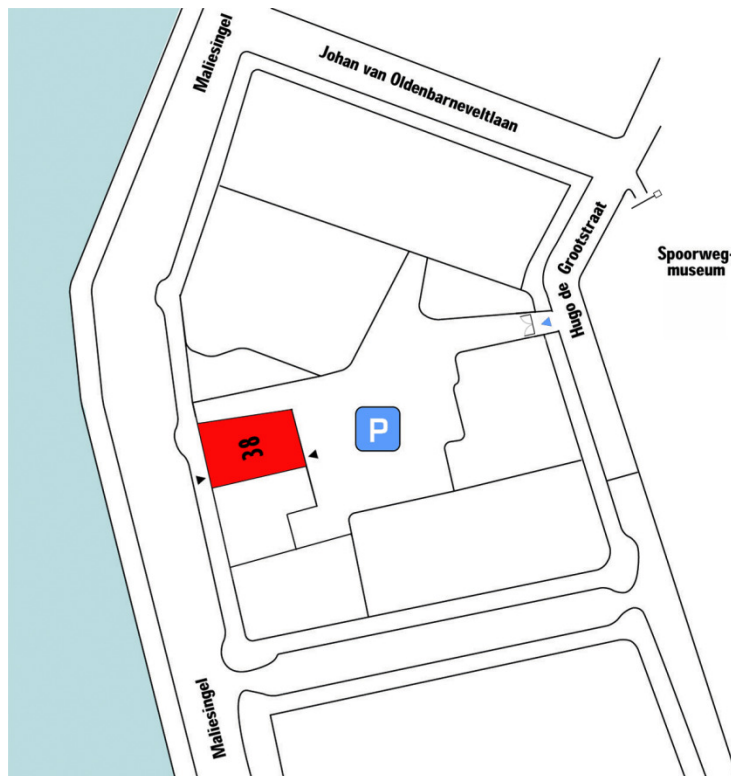 Maliesingel
Johan van Oldenbarneveltlaan
Hugo de Grootstraat
Spoorweg-
museum
38
P
Maliesingel